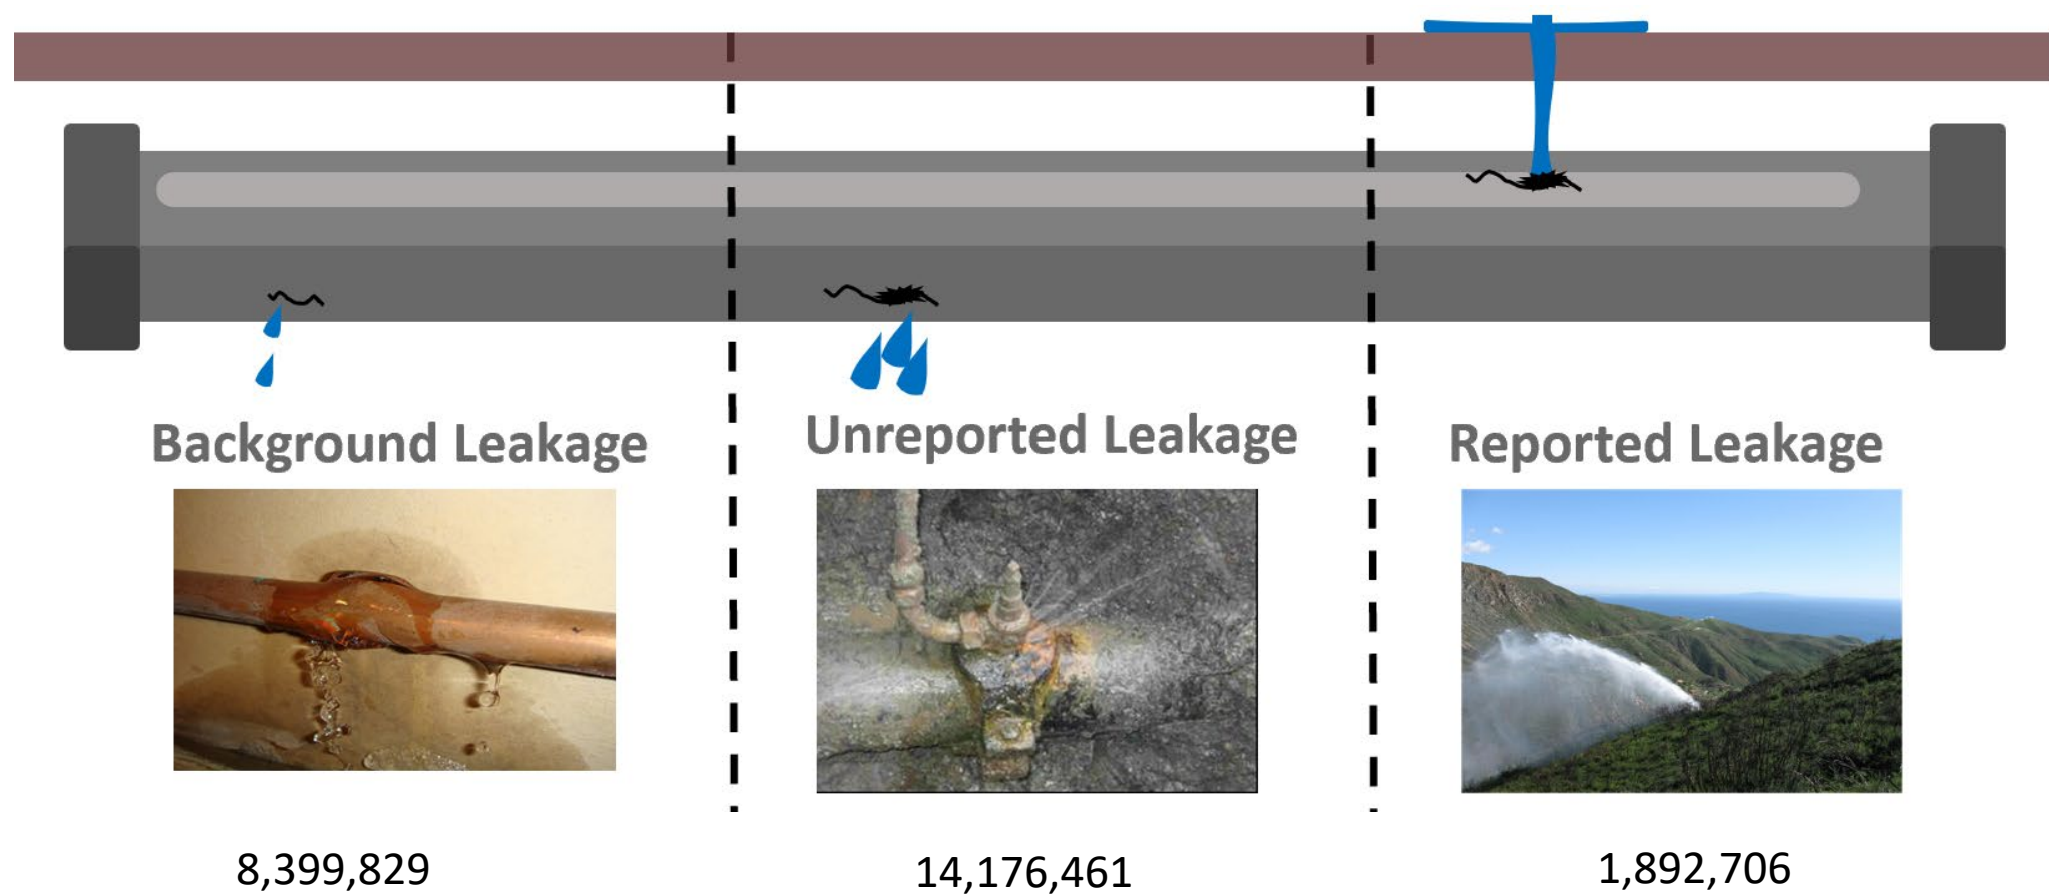 Background Leakage
Unreported Leakage
Reported Leakage
8,399,829
14,176,461
1,892,706